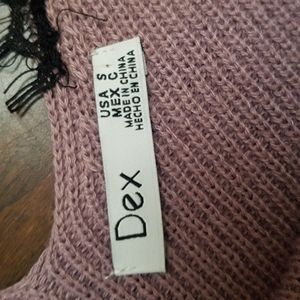 Dex
USA S
MEX C
MADE IN CHINA
HECHO EN CHINA